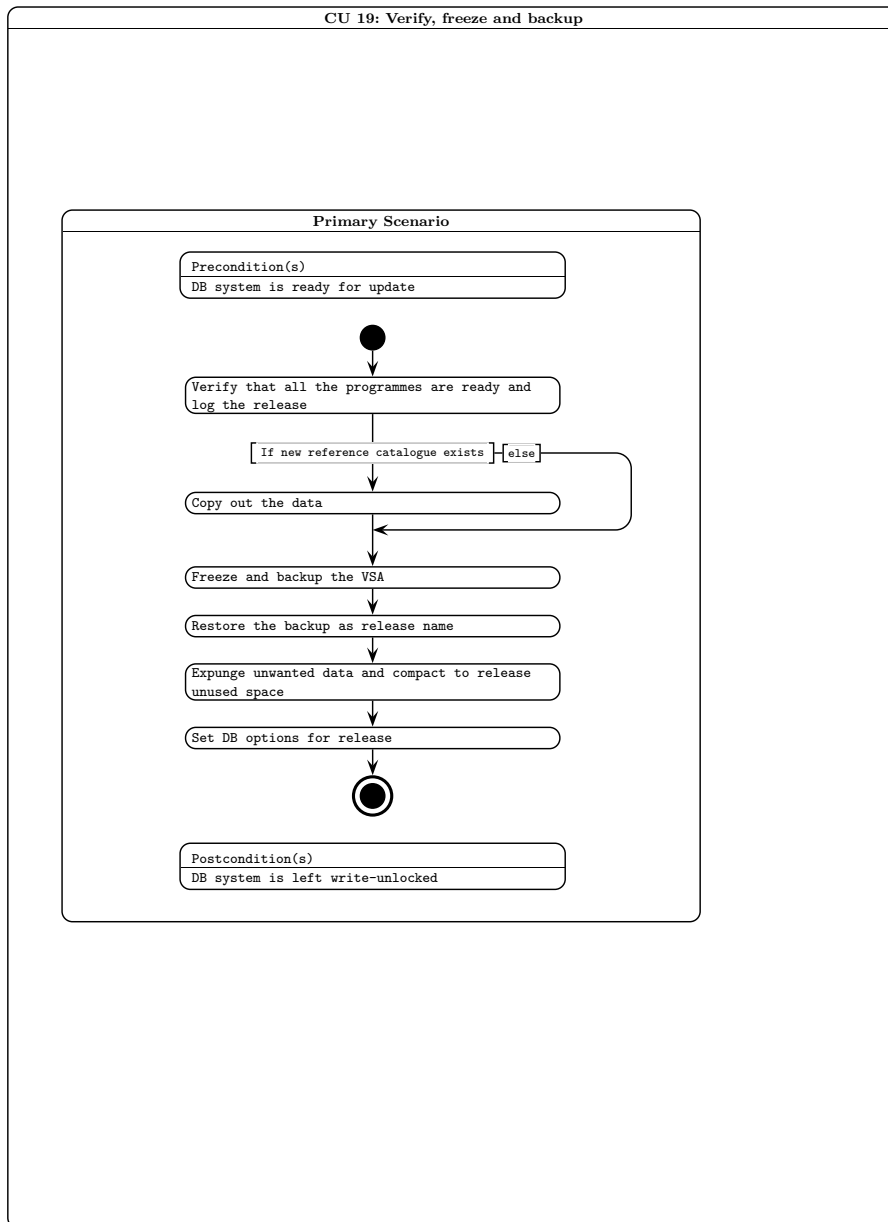 CU 19: Verify, freeze and backup
Primary Scenario
Precondition(s)
DB system is ready for update
Verify that all the programmes are ready and
log the release
If new reference catalogue exists
else
Copy out the data
Freeze and backup the VSA
Restore the backup as release name
Expunge unwanted data and compact to release
unused space
Set DB options for release
Postcondition(s)
DB system is left write-unlocked